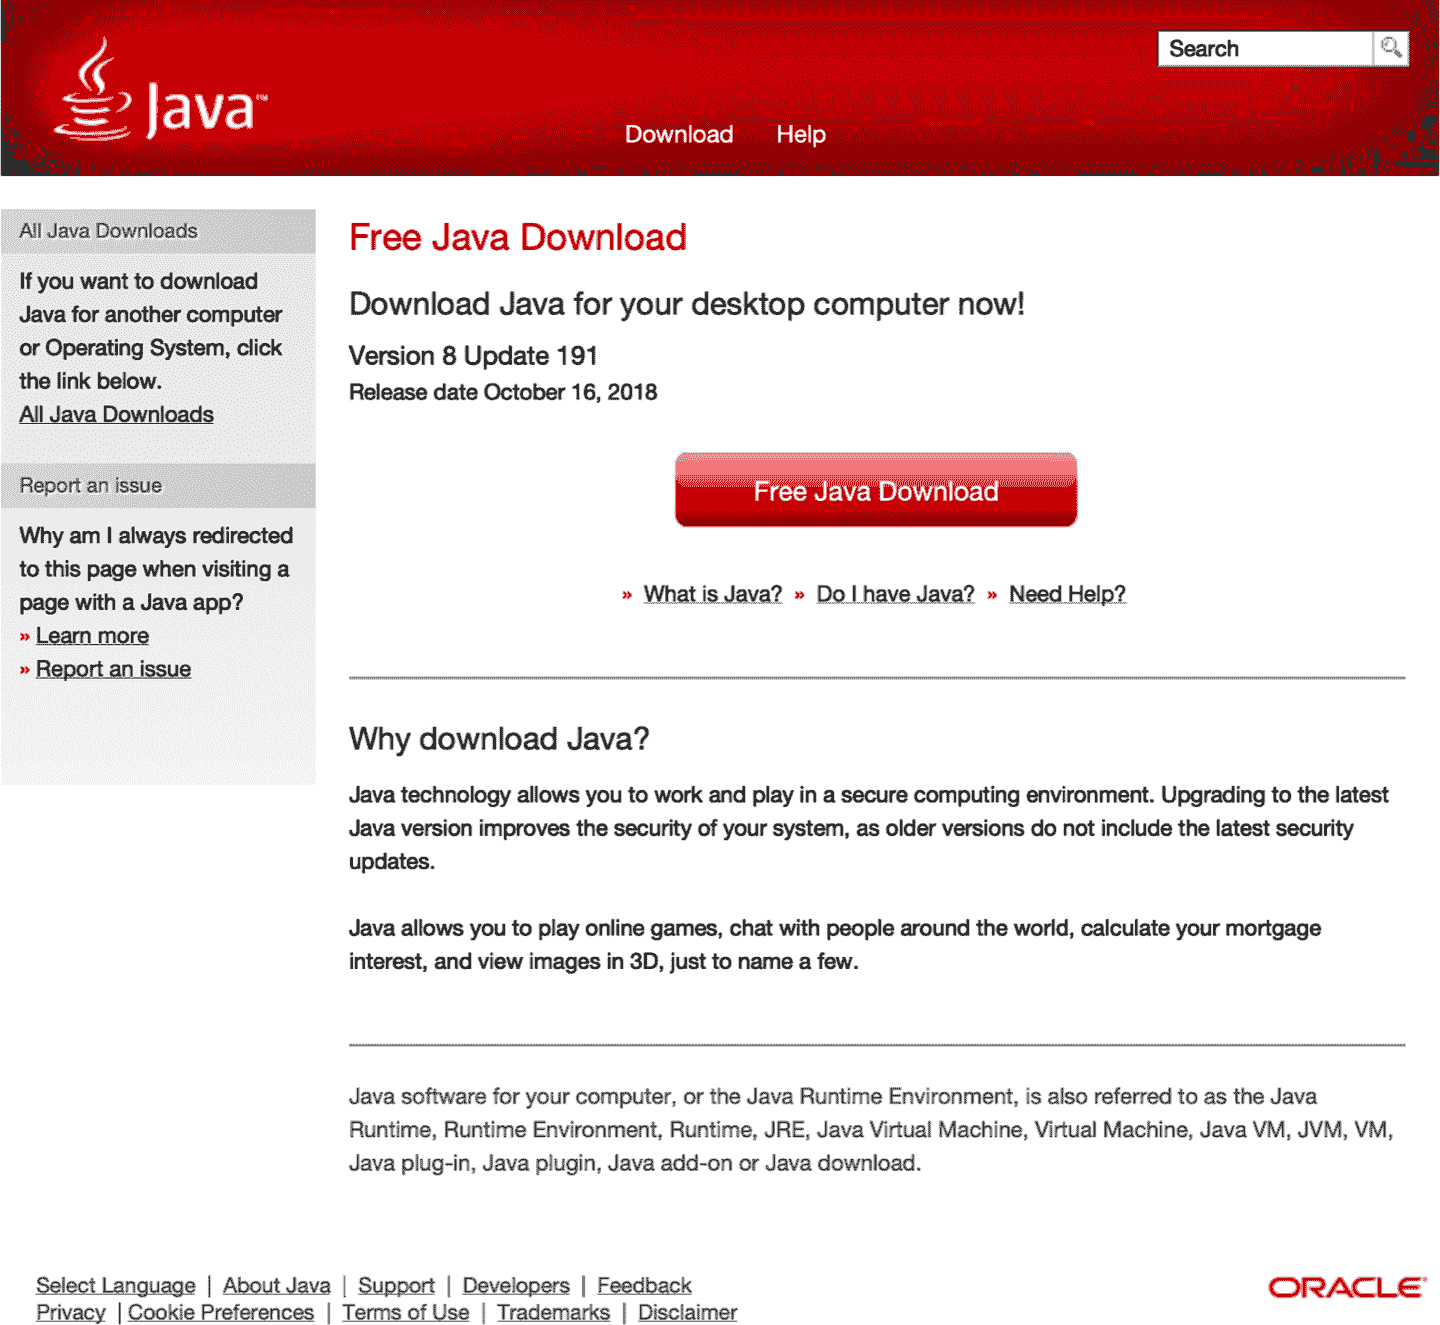 Java™
Search
Download Help
All Java Downloads
If you want to download
Java for another computer
or Operating System, click
the link below.
All Java Downloads
Report an issue
Why am I always redirected
to this page when visiting a
page with a Java app?
» Learn more
» Report an issue
Free Java Download
Download Java for your desktop computer now!
Version 8 Update 191
Release date October 16, 2018
Free Java Download
» What is Java? » Do I have Java? » Need Help?
Why download Java?
Java technology allows you to work and play in a secure computing environment. Upgrading to the latest
Java version improves the security of your system, as older versions do not include the latest security
updates.
Java allows you to play online games, chat with people around the world, calculate your mortgage
interest, and view images in 3D, just to name a few.
Java software for your computer, or the Java Runtime Environment, is also referred to as the Java
Runtime, Runtime Environment, Runtime, JRE, Java Virtual Machine, Virtual Machine, Java VM, JVM, VM,
Java plug-in, Java plugin, Java add-on or Java download.
Select Language | About Java | Support | Developers | Feedback
Privacy | Cookie Preferences | Terms of Use | Trademarks | Disclaimer
ORACLE®